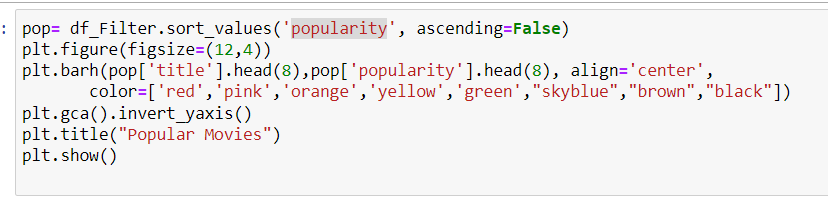 : pop= df_Filter.sort_values('popularity', ascending=False)
plt.figure(figsize=(12,4))
plt.barh(pop['title'].head(8),pop['popularity'].head(8), align='center',
        color=['red','pink','orange','yellow','green',"skyblue","brown","black"])
plt.gca().invert_yaxis()
plt.title("Popular Movies")
plt.show()